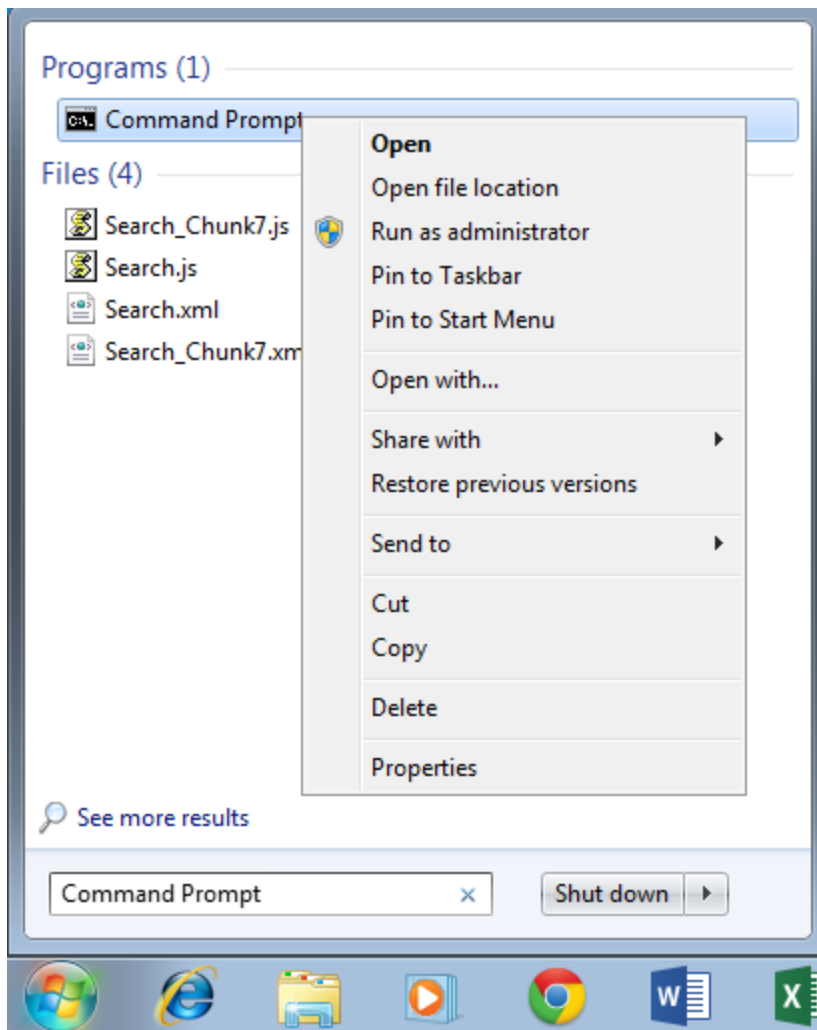 Programs (1)
C:\.
Command Prompt
Files (4)
Search_Chunk7.js
Search.js
Search.xml
Search_Chunk7.xm
Open
Open file location
Run as administrator
Pin to Taskbar
Pin to Start Menu
Open with...
Share with
Restore previous versions
Send to
Cut
Copy
Delete
Properties
See more results
Command Prompt
Shut down
W
X